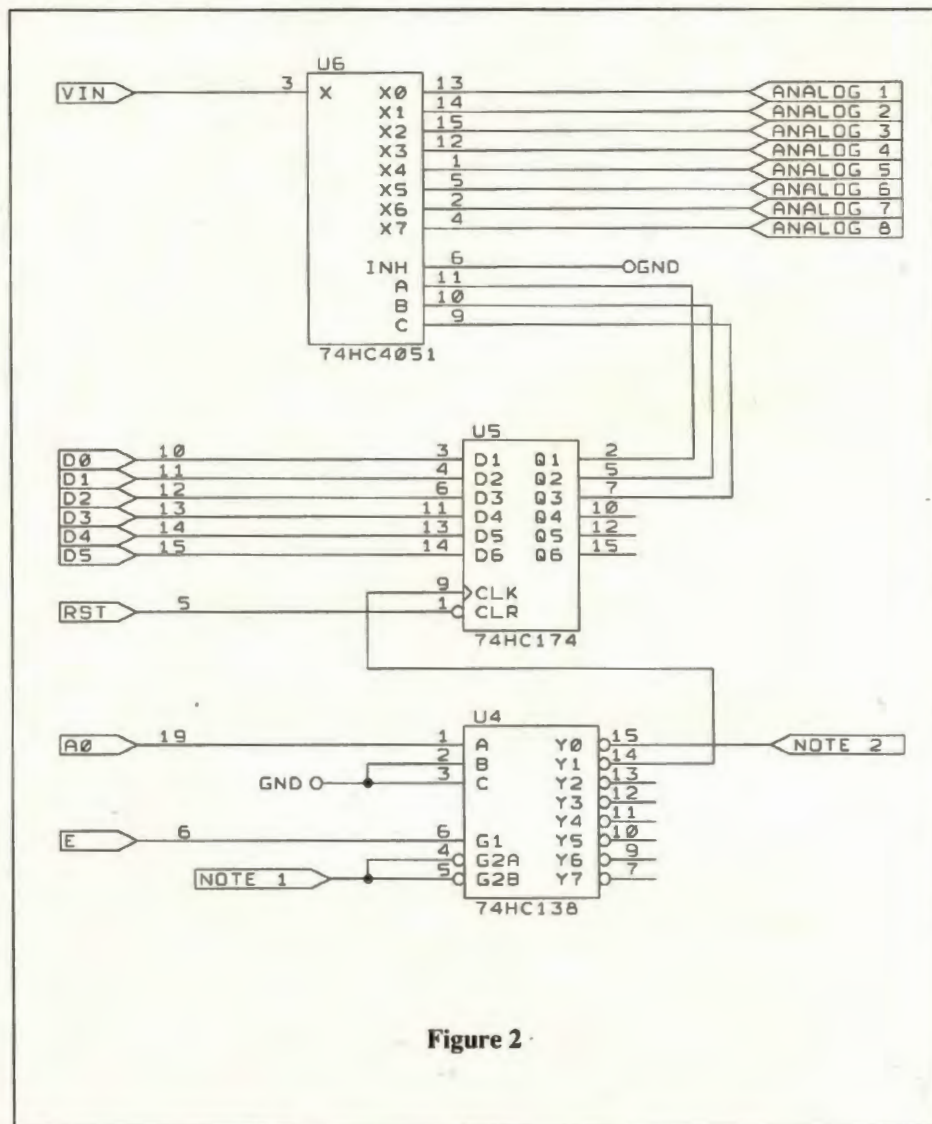 U6
VIN 3 X X0 13 ANALOG 1
X1 14 ANALOG 2
X2 15 ANALOG 3
X3 12 ANALOG 4
X4 1 ANALOG 5
X5 5 ANALOG 6
X6 2 ANALOG 7
X7 4 ANALOG 8
INH 6 GND
A 11
B 10
C 9
74HC4051
U5
D0 10 3 D1 Q1 2
D1 11 4 D2 Q2 5
D2 12 6 D3 Q3 7
D3 13 11 D4 Q4 10
D4 14 13 D5 Q5 12
D5 15 14 D6 Q6 15
9 CLK
RST 5 1 CLR
74HC174
U4
A0 19 1 A Y0 15 NOTE 2
2 B Y1 14
GND 3 C Y2 13
Y3 12
Y4 11
E 6 6 G1 Y5 10
4 G2A Y6 9
NOTE 1 5 G2B Y7 7
74HC138
Figure 2